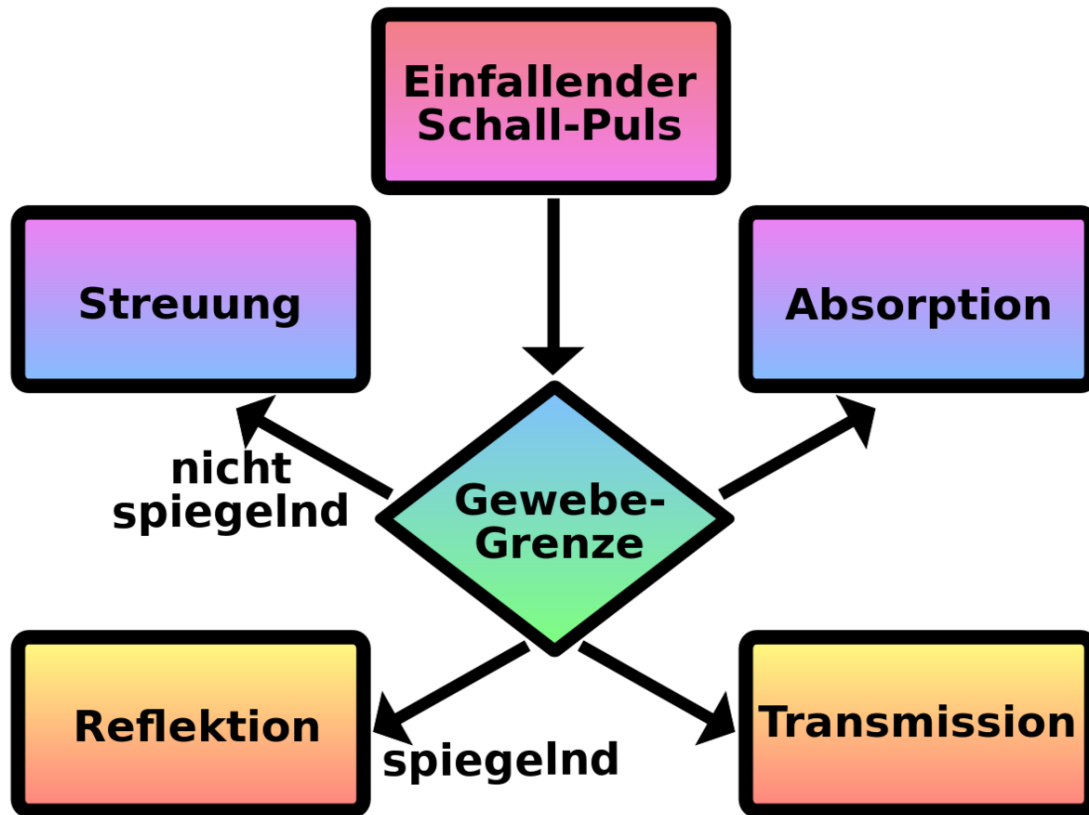 Einfallender
Schall-Puls
Streuung
Absorption
nicht
spiegelnd
Gewebe-
Grenze
Reflektion
spiegelnd
Transmission